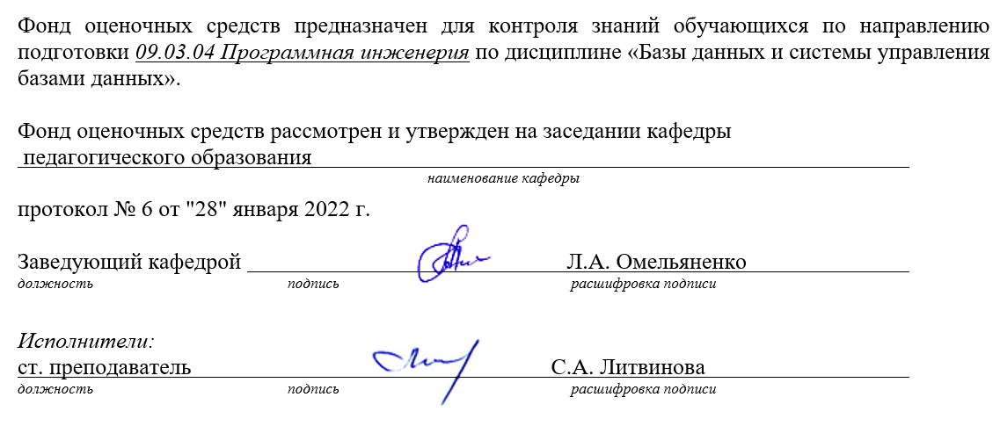 Фонд оценочных средств предназначен для контроля знаний обучающихся по направлению
подготовки 09.03.04 Программная инженерия по дисциплине «Базы данных и системы управления
базами данных».
Фонд оценочных средств рассмотрен и утвержден на заседании кафедры
педагогического образования
наименование кафедры
протокол № 6 от "28" января 2022 г.
Заведующий кафедрой Л.А. Омельяненко
должность подпись расшифровка подписи
Исполнители:
ст. преподаватель С.А. Литвинова
должность подпись расшифровка подписи